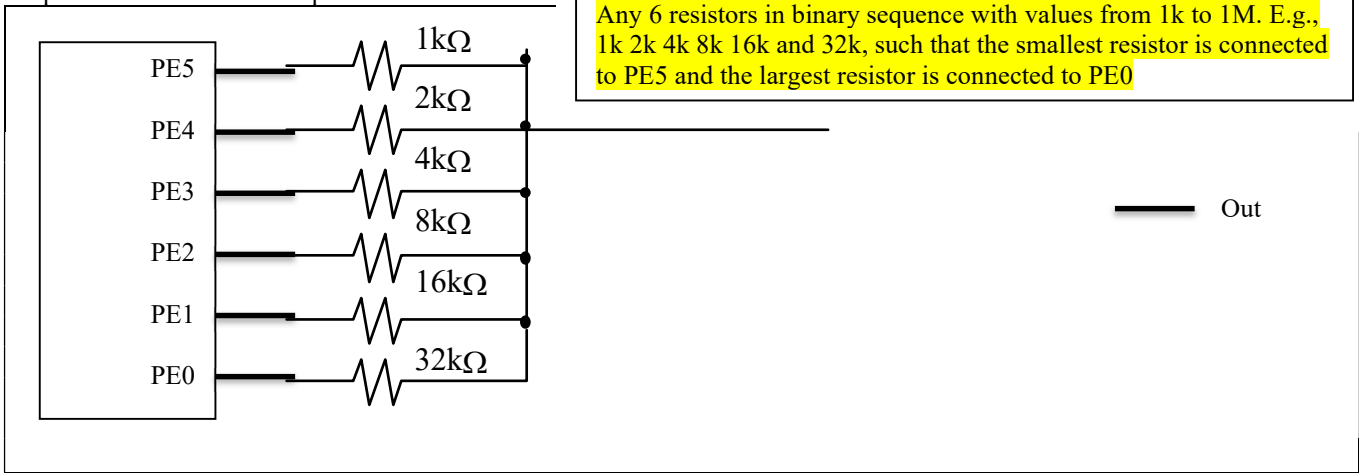 Any 6 resistors in binary sequence with values from 1k to 1M. E.g.,
1k 2k 4k 8k 16k and 32k, such that the smallest resistor is connected
to PE5 and the largest resistor is connected to PE0
PE5 1kΩ
PE4 2kΩ
PE3 4kΩ
PE2 8kΩ
PE1 16kΩ
PE0 32kΩ
Out